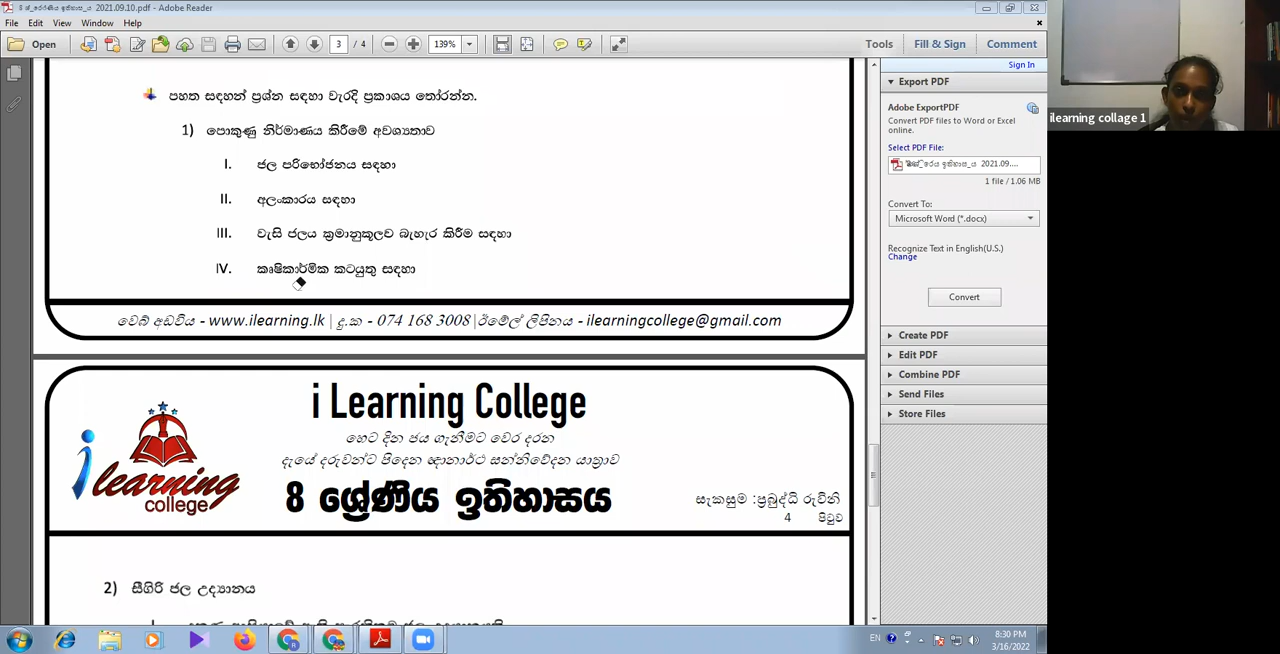 2021.09.10.pdf - Adobe Reader
File Edit View Window Help
Open 3 / 4 139% Tools Fill & Sign Comment
Sign In
පහත සඳහන් ප්‍රශ්න සඳහා වැරදි ප්‍රකාශය තෝරන්න.
1) පොකුණු නිර්මාණය කිරීමේ අවශ්‍යතාව
I. ජල පරිභෝජනය සඳහා
II. අලංකාරය සඳහා
III. වැසි ජලය ක්‍රමානුකූලව බැහැර කිරීම සඳහා
IV. කෘෂිකාර්මික කටයුතු සඳහා
වෙබ් අඩවිය - www.ilearning.lk | දු.ක - 074 168 3008 |ඊමේල් ලිපිනය - ilearningcollege@gmail.com
i Learning College
හෙට දින ජය ගැනීමට වෙර දරන
දැයේ දරුවන්ට පිදෙන ඥානාර්ථ සන්නිවේදන යාත්‍රාව
8 ශ්‍රේණිය ඉතිහාසය
සැකසුම :ප්‍රබුද්ධි රුවිනි
4 පිටුව
i learning
college
2) සීගිරි ජල උද්‍යානය
Export PDF
Adobe ExportPDF
Convert PDF files to Word or Excel
online.
Select PDF File:
2021.09....
1 file / 1.06 MB
Convert To:
Microsoft Word (*.docx)
Recognize Text in English(U.S.)
Change
Convert
Create PDF
Edit PDF
Combine PDF
Send Files
Store Files
ilearning collage 1
EN
8:30 PM
3/16/2022